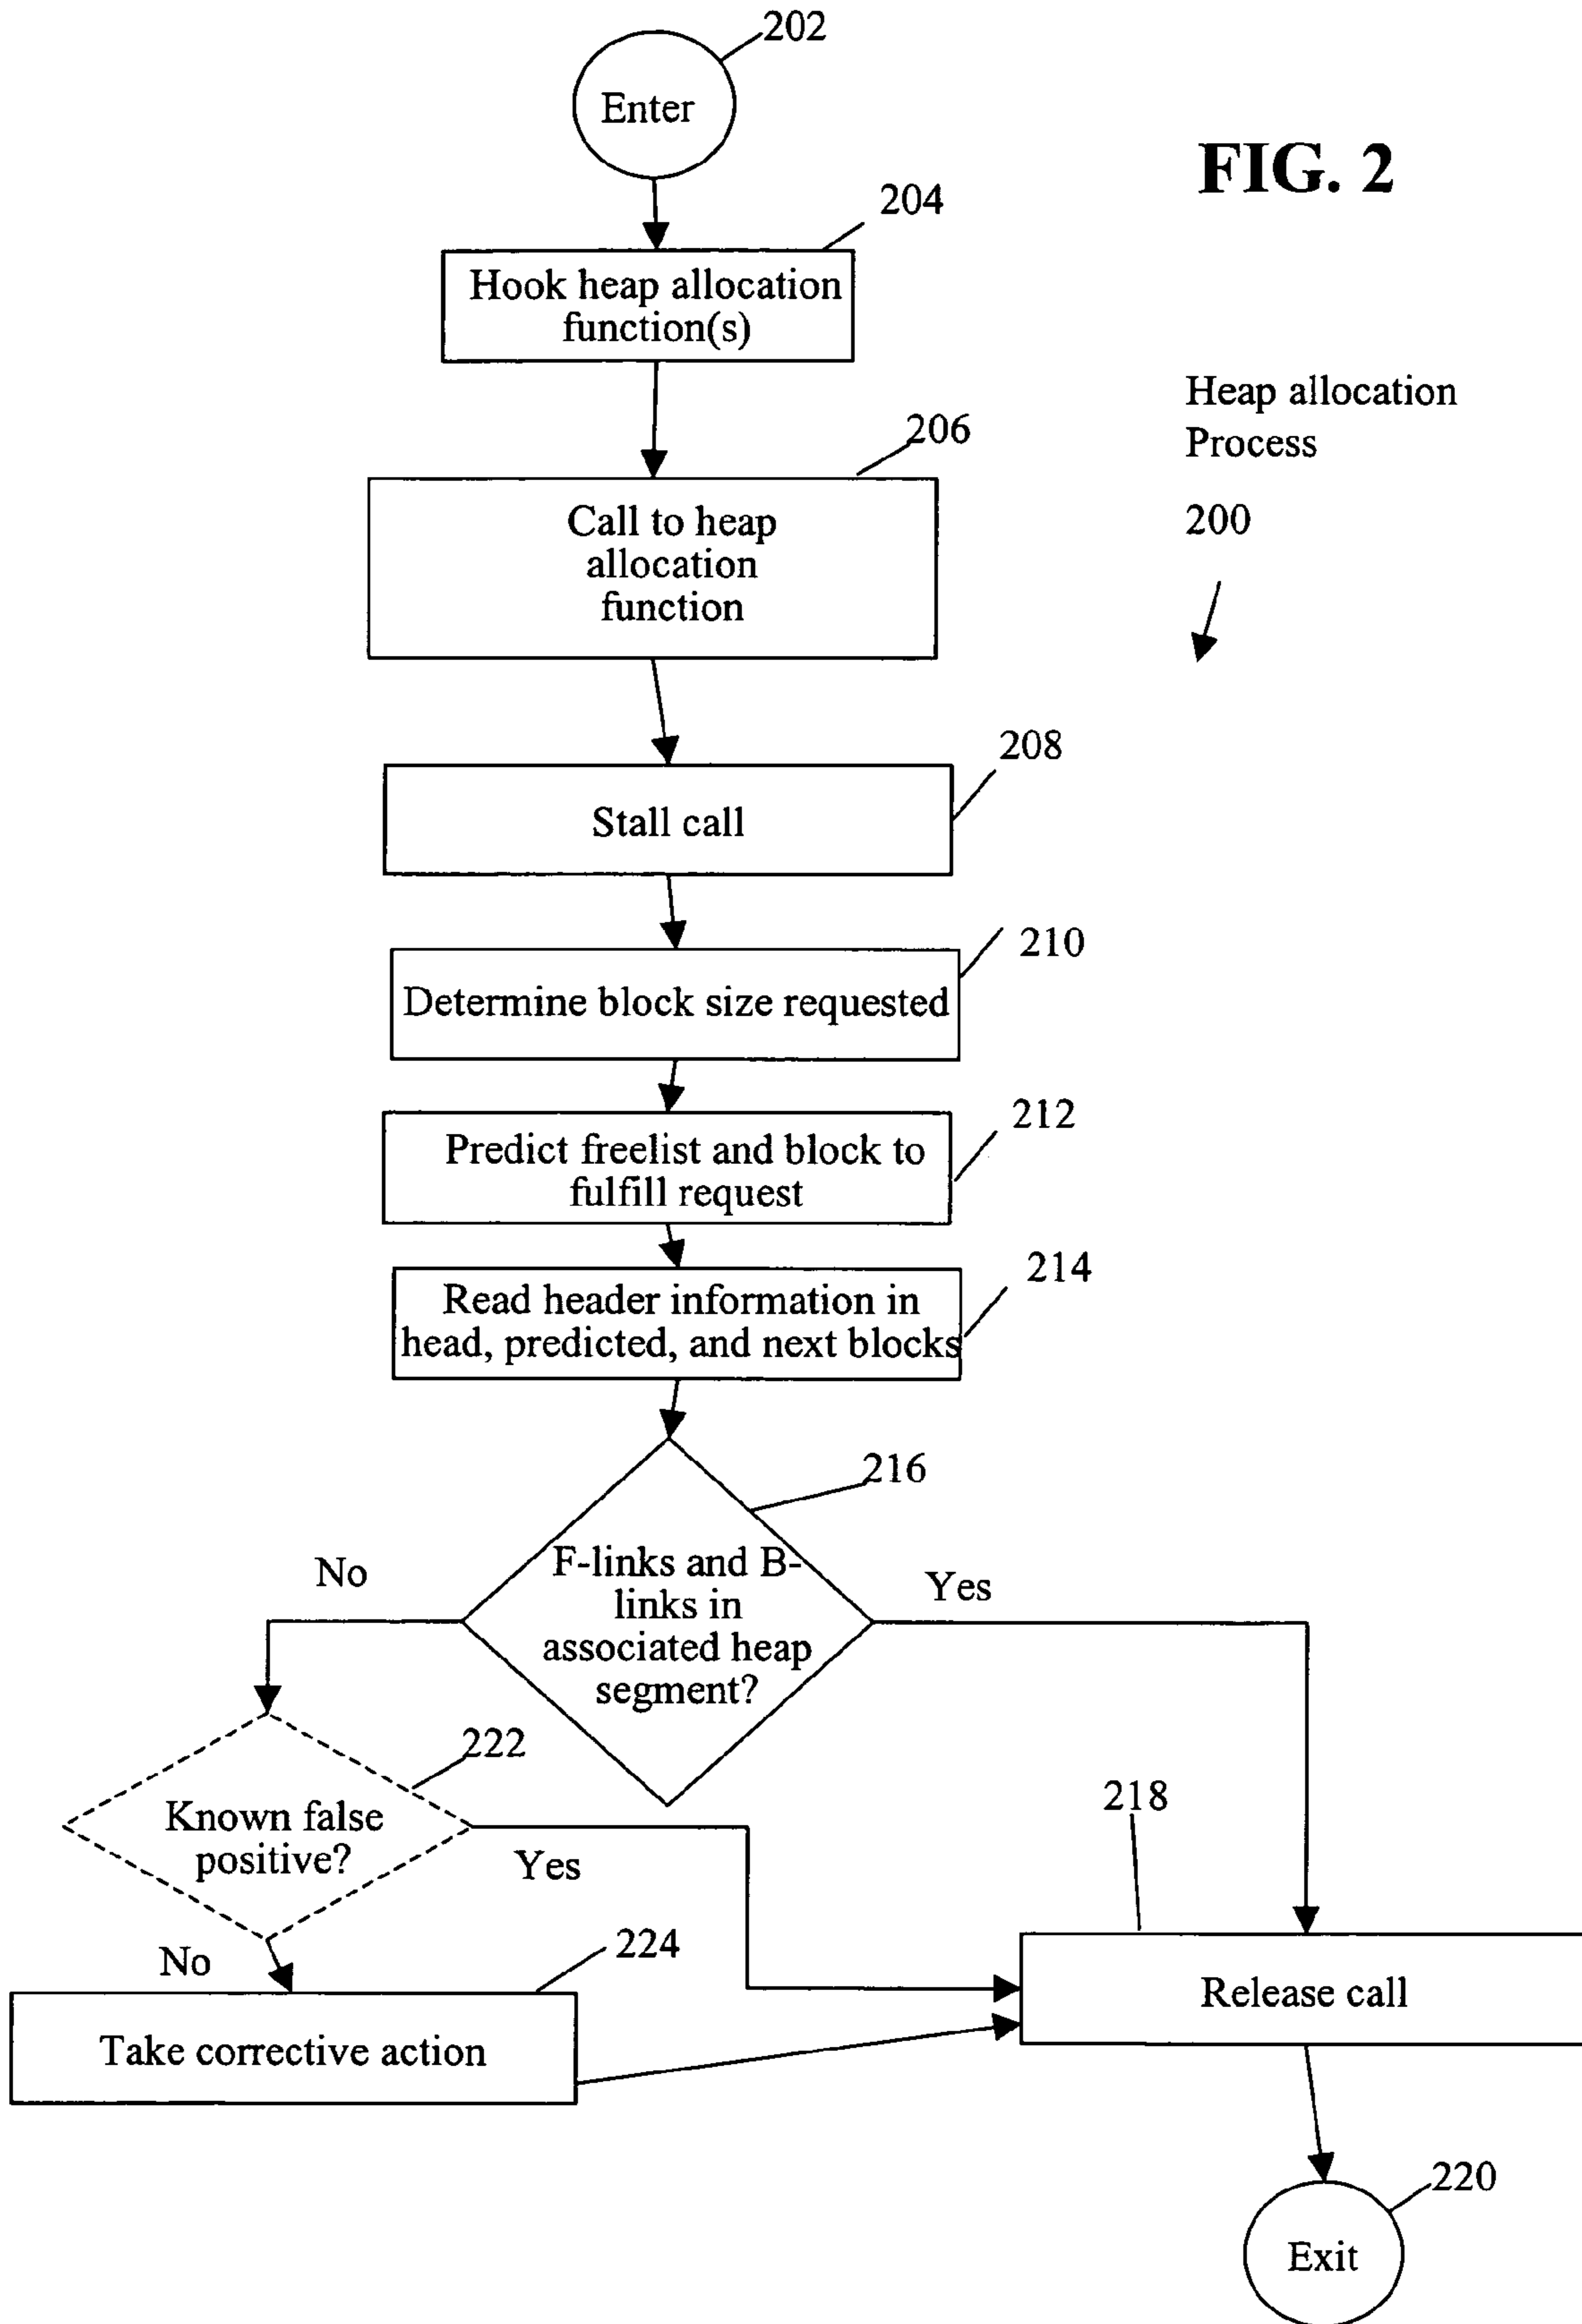 202
Enter
FIG. 2
204
Hook heap allocation
function(s)
Heap allocation
Process
200
206
Call to heap
allocation
function
208
Stall call
210
Determine block size requested
212
Predict freelist and block to
fulfill request
214
Read header information in
head, predicted, and next blocks
216
F-links and B-
links in
associated heap
segment?
No
Yes
222
Known false
positive?
Yes
No
224
Take corrective action
218
Release call
220
Exit